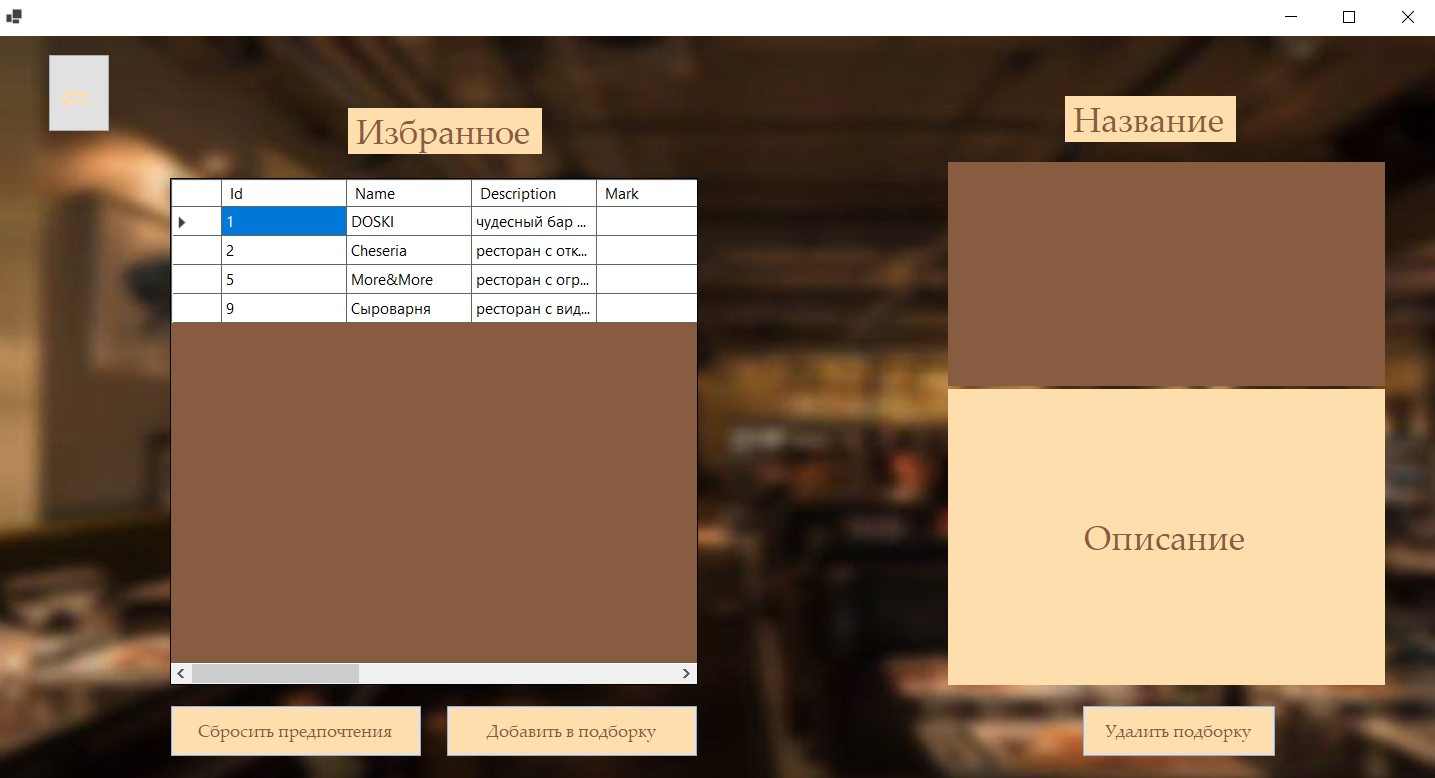 Избранное
Название
Id Name Description Mark
1 DOSKI чудесный бар ...
2 Cheseria ресторан с отк...
5 More&More ресторан с огр...
9 Сыроварня ресторан с вид...
Описание
Сбросить предпочтения
Добавить в подборку
Удалить подборку